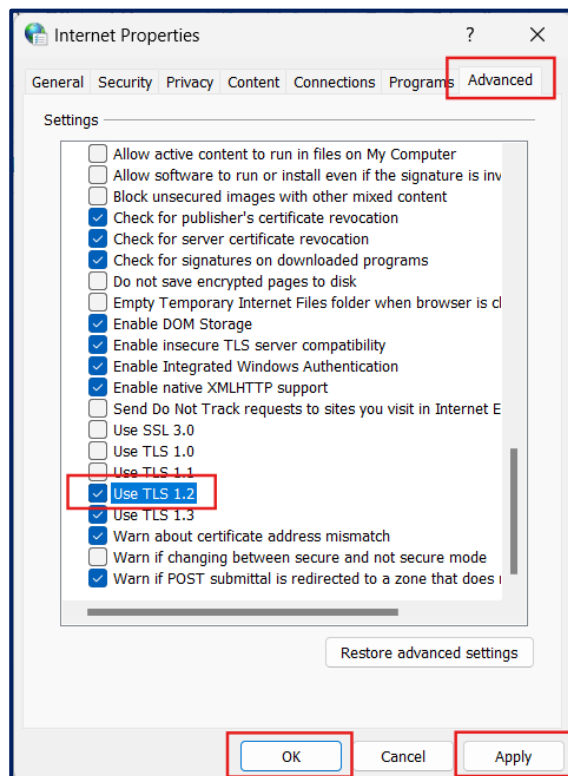 Internet Properties
?
General Security Privacy Content Connections Programs Advanced
Settings
Allow active content to run in files on My Computer
Allow software to run or install even if the signature is inv
Block unsecured images with other mixed content
Check for publisher's certificate revocation
Check for server certificate revocation
Check for signatures on downloaded programs
Do not save encrypted pages to disk
Empty Temporary Internet Files folder when browser is cl
Enable DOM Storage
Enable insecure TLS server compatibility
Enable Integrated Windows Authentication
Enable native XMLHTTP support
Send Do Not Track requests to sites you visit in Internet E
Use SSL 3.0
Use TLS 1.0
Use TLS 1.1
Use TLS 1.2
Use TLS 1.3
Warn about certificate address mismatch
Warn if changing between secure and not secure mode
Warn if POST submittal is redirected to a zone that does
Restore advanced settings
OK Cancel Apply